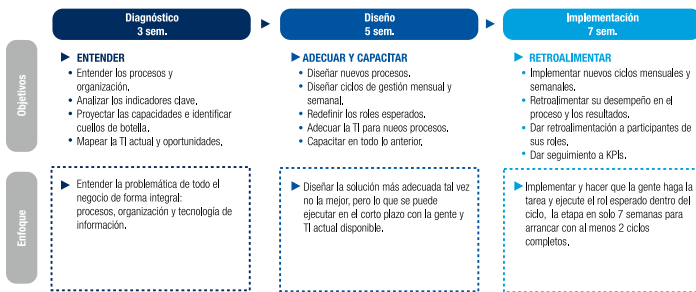 Diagnóstico
3 sem.
Diseño
5 sem.
Implementación
7 sem.
Objetivos
ENTENDER
• Entender los procesos y
organización.
• Analizar los indicadores clave.
• Proyectar las capacidades e identificar
cuellos de botella.
• Mapear la TI actual y oportunidades.
ADECUAR Y CAPACITAR
• Diseñar nuevos procesos.
• Diseñar ciclos de gestión mensual y
semanal.
• Redefinir los roles esperados.
• Adecuar la TI para nueos procesos.
• Capacitar en todo lo anterior.
RETROALIMENTAR
• Implementar nuevos ciclos mensuales y
semanales.
• Retroalimentar su desempeño en el
proceso y los resultados.
• Dar retroalimentación a participantes de
sus roles.
• Dar seguimiento a KPIs.
Enfoque
Entender la problemática de todo el
negocio de forma integral:
procesos, organización y tecnología de
información.
Diseñar la solución más adecuada tal vez
no la mejor, pero lo que se puede
ejecutar en el corto plazo con la gente y
TI actual disponible.
Implementar y hacer que la gente haga la
tarea y ejecute el rol esperado dentro del
ciclo, la etapa en solo 7 semanas para
arrancar con al menos 2 ciclos
completos.